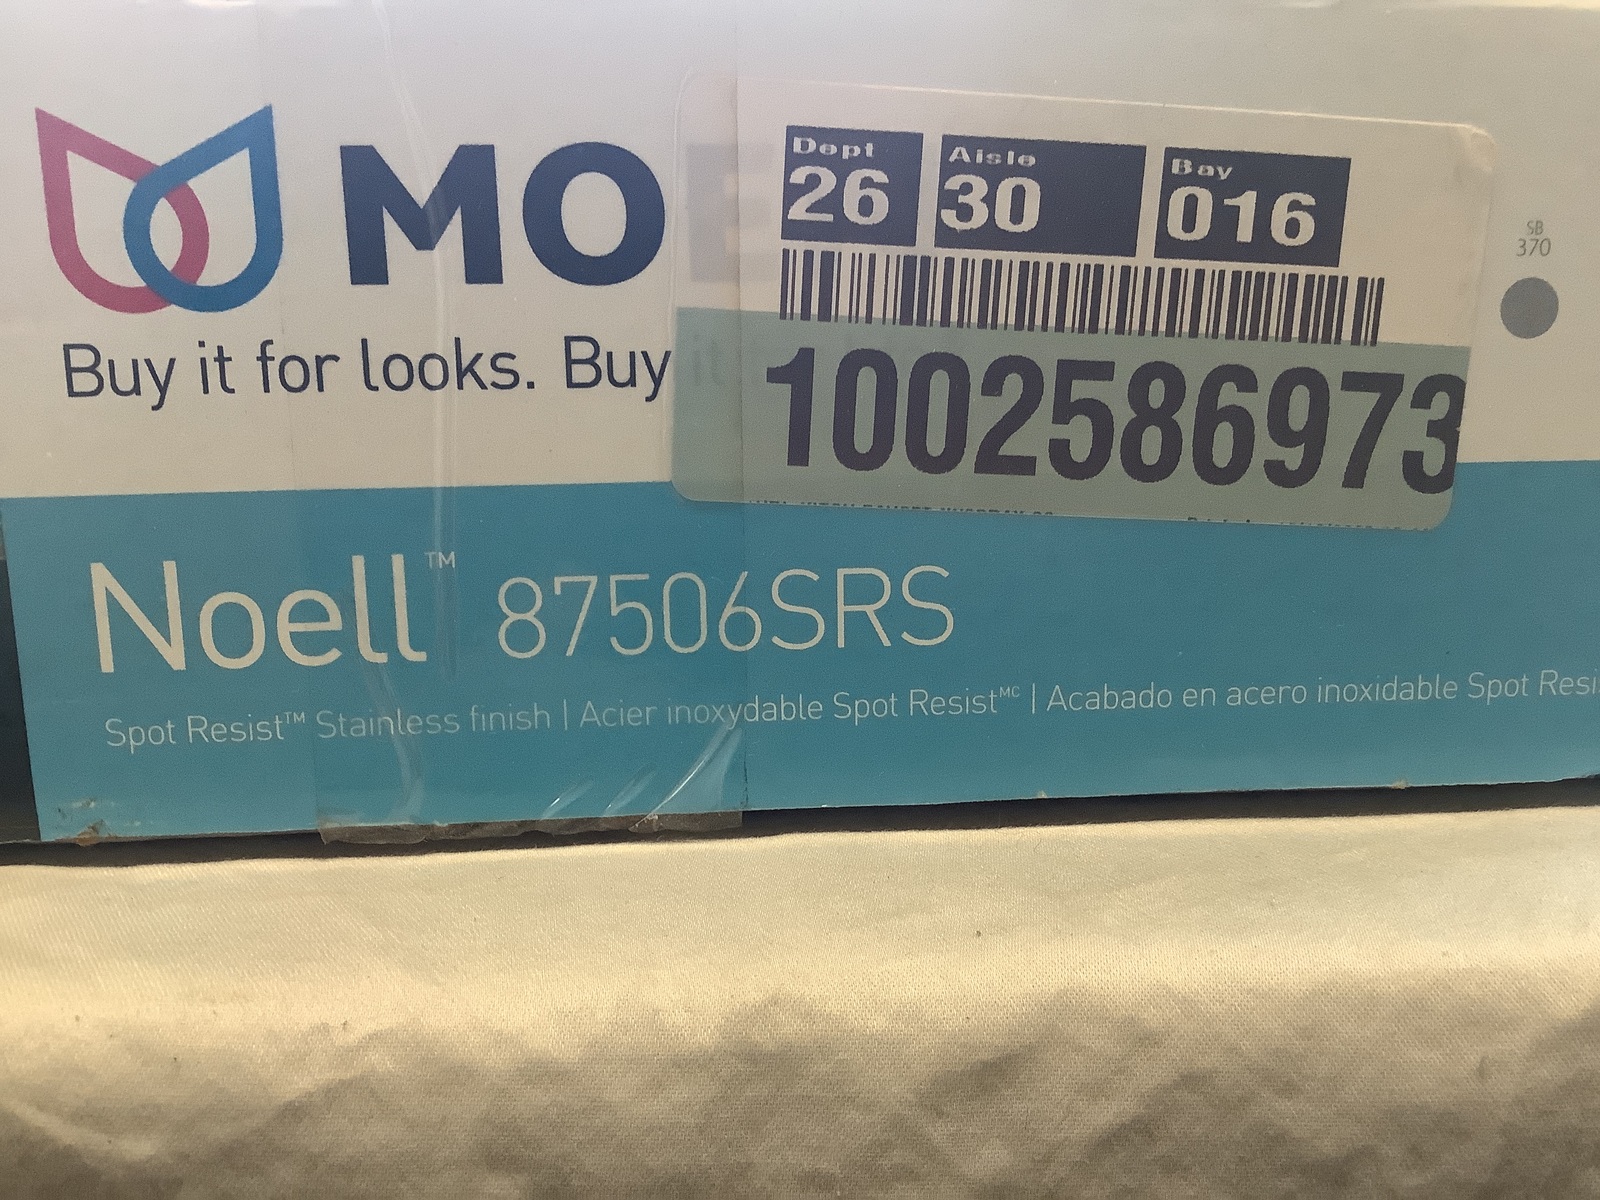 MO
Buy it for looks. Buy it
Dept Aisle Bay
26 30 016
1002586973
SB
370
Noell™ 87506SRS
Spot Resist™ Stainless finish | Acier inoxydable Spot Resist MC | Acabado en acero inoxidable Spot Resi